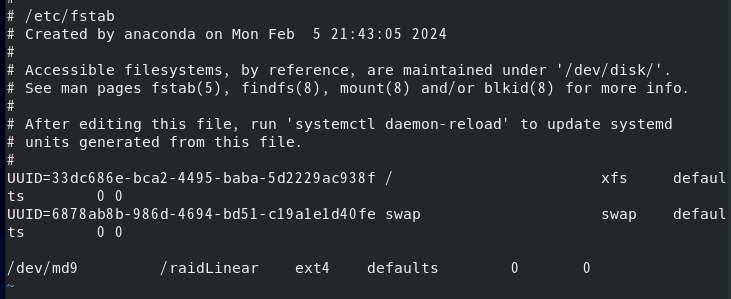 #
# /etc/fstab
# Created by anaconda on Mon Feb  5 21:43:05 2024
#
# Accessible filesystems, by reference, are maintained under '/dev/disk/'.
# See man pages fstab(5), findfs(8), mount(8) and/or blkid(8) for more info.
#
# After editing this file, run 'systemctl daemon-reload' to update systemd
# units generated from this file.
#
UUID=33dc686e-bca2-4495-baba-5d2229ac938f /                       xfs     defaul
ts        0 0
UUID=6878ab8b-986d-4694-bd51-c19a1e1d40fe swap                    swap    defaul
ts        0 0

/dev/md9         /raidLinear    ext4    defaults        0       0
~